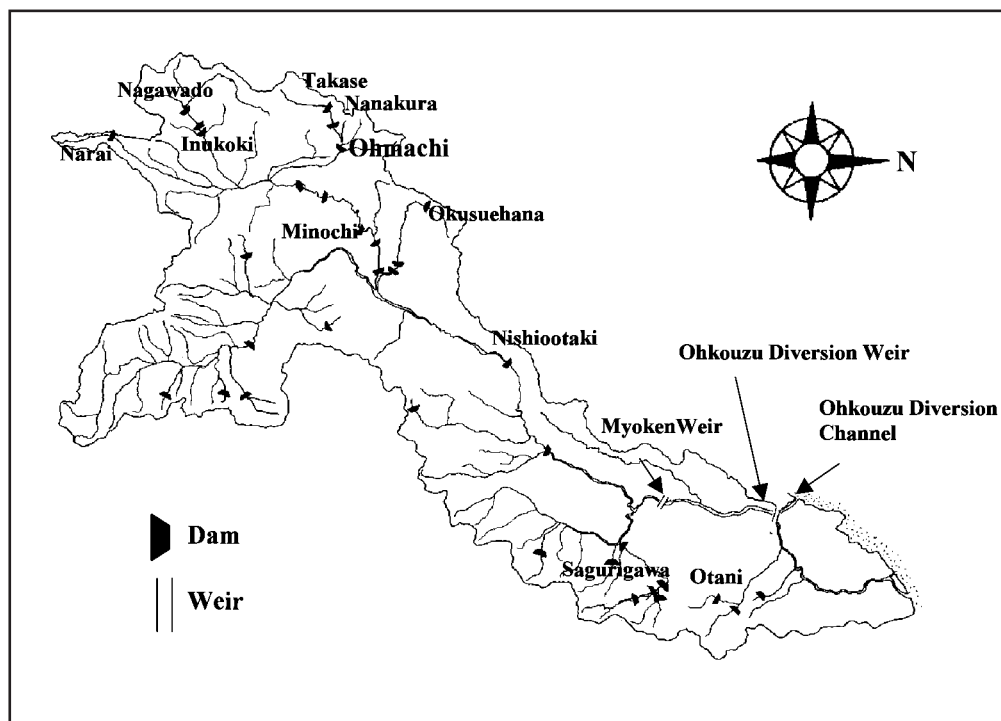 Takase
Nagawado
Nanakura
Inukoki
Ohmachi
Narai
N
Okusuehana
Minochi
Nishiootaki
Ohkouzu Diversion Weir
Ohkouzu Diversion
Channel
MyokenWeir
Dam
Sagurigawa
Otani
Weir